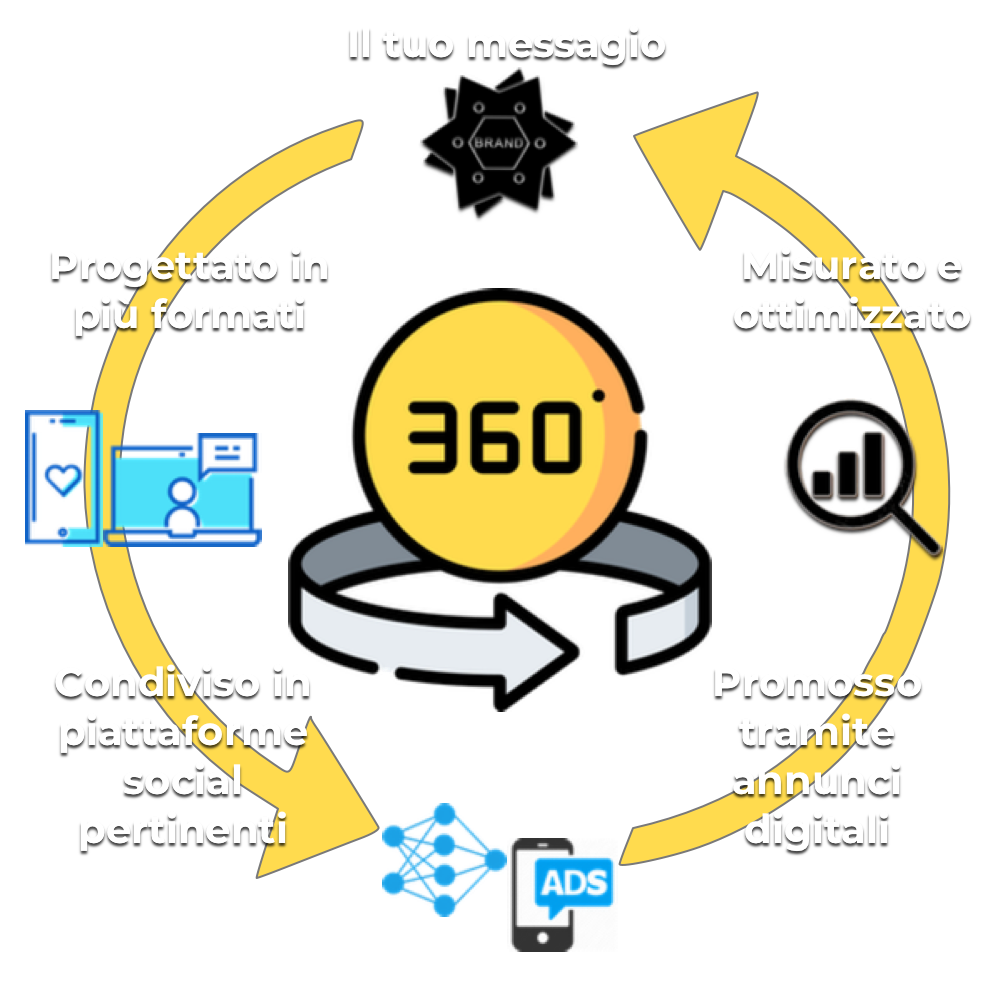 Il tuo messagio
BRAND
Progettato in
più formati
Misurato e
ottimizzato
360°
Condiviso in
piattaforme
social
pertinenti
Promosso
tramite
annunci
digitali
ADS